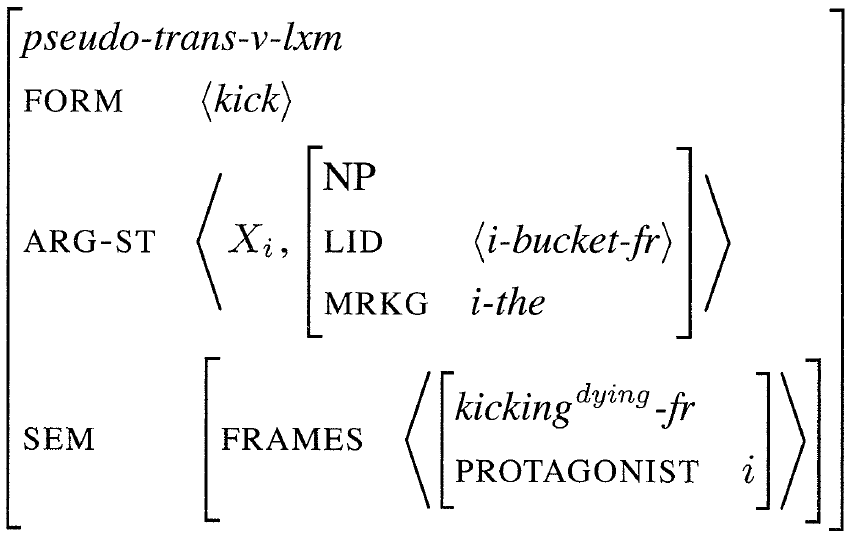 pseudo-trans-v-lxm
FORM ⟨kick⟩
NP
ARG-ST ⟨ Xᵢ, LID ⟨i-bucket-fr⟩ ⟩
MRKG i-the
kicking^dying-fr
SEM [FRAMES ⟨ ⟩]
PROTAGONIST i